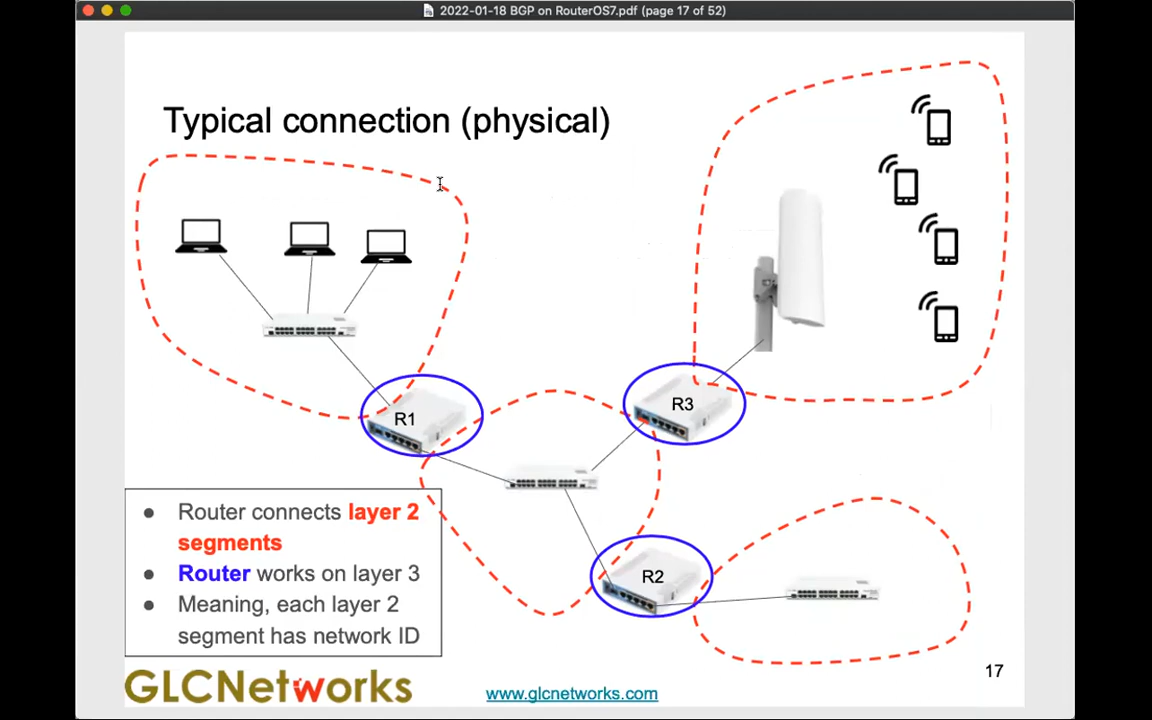 2022-01-18 BGP on RouterOS7.pdf (page 17 of 52)
Typical connection (physical)
R1
R3
R2
● Router connects layer 2
segments
● Router works on layer 3
● Meaning, each layer 2
segment has network ID
GLCNetworks
www.glcnetworks.com
17